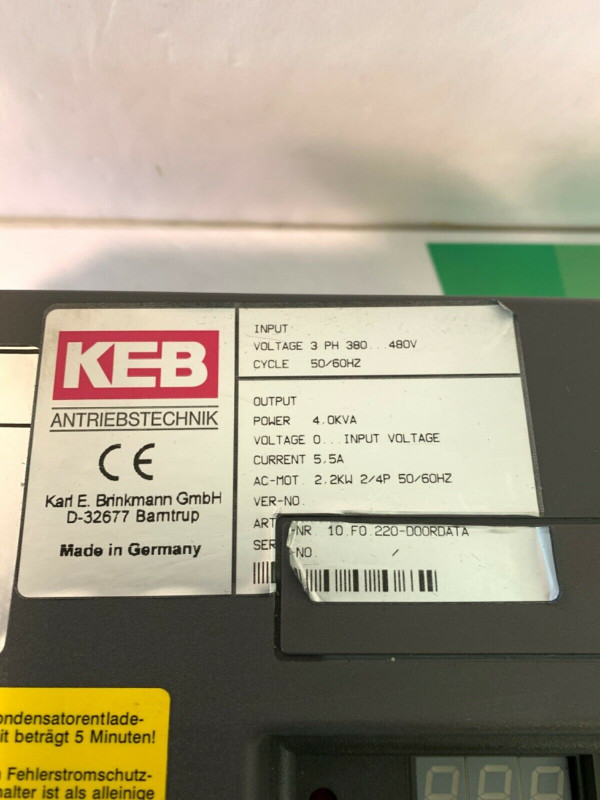 KEB
ANTRIEBSTECHNIK
CE
Karl E. Brinkmann GmbH
D-32677 Barntrup
Made in Germany
INPUT
VOLTAGE 3 PH 380...480V
CYCLE 50/60HZ
OUTPUT
POWER 4.0KVA
VOLTAGE 0...INPUT VOLTAGE
CURRENT 5.5A
AC-MOT. 2.2KW 2/4P 50/60HZ
VER-NO.
ART-NR. 10.F0.220-D00RDATA
SER-NO. /
ondensatorentlade-
it beträgt 5 Minuten!
Fehlerstromschutz-
halter ist als alleinige